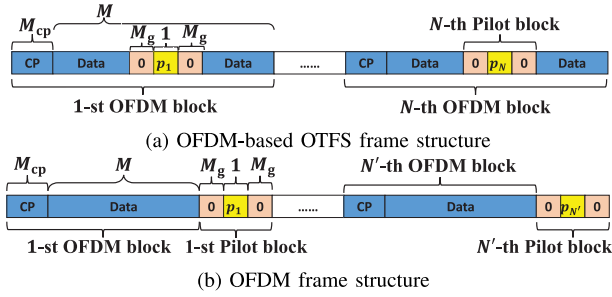 M_cp M M_g 1 M_g N-th Pilot block
CP Data 0 p_1 0 Data ...... CP Data 0 p_N 0 Data
1-st OFDM block N-th OFDM block
(a) OFDM-based OTFS frame structure
M_cp M M_g 1 M_g N'-th OFDM block
CP Data 0 p_1 0 ...... CP Data 0 p_N' 0
1-st OFDM block 1-st Pilot block N'-th Pilot block
(b) OFDM frame structure